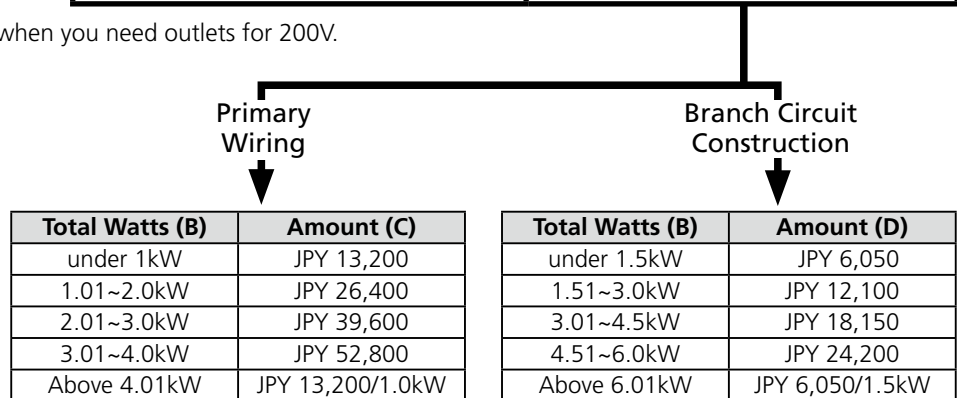 when you need outlets for 200V.
Primary
Wiring
Branch Circuit
Construction
Total Watts (B) Amount (C)
under 1kW JPY 13,200
1.01~2.0kW JPY 26,400
2.01~3.0kW JPY 39,600
3.01~4.0kW JPY 52,800
Above 4.01kW JPY 13,200/1.0kW
Total Watts (B) Amount (D)
under 1.5kW JPY 6,050
1.51~3.0kW JPY 12,100
3.01~4.5kW JPY 18,150
4.51~6.0kW JPY 24,200
Above 6.01kW JPY 6,050/1.5kW